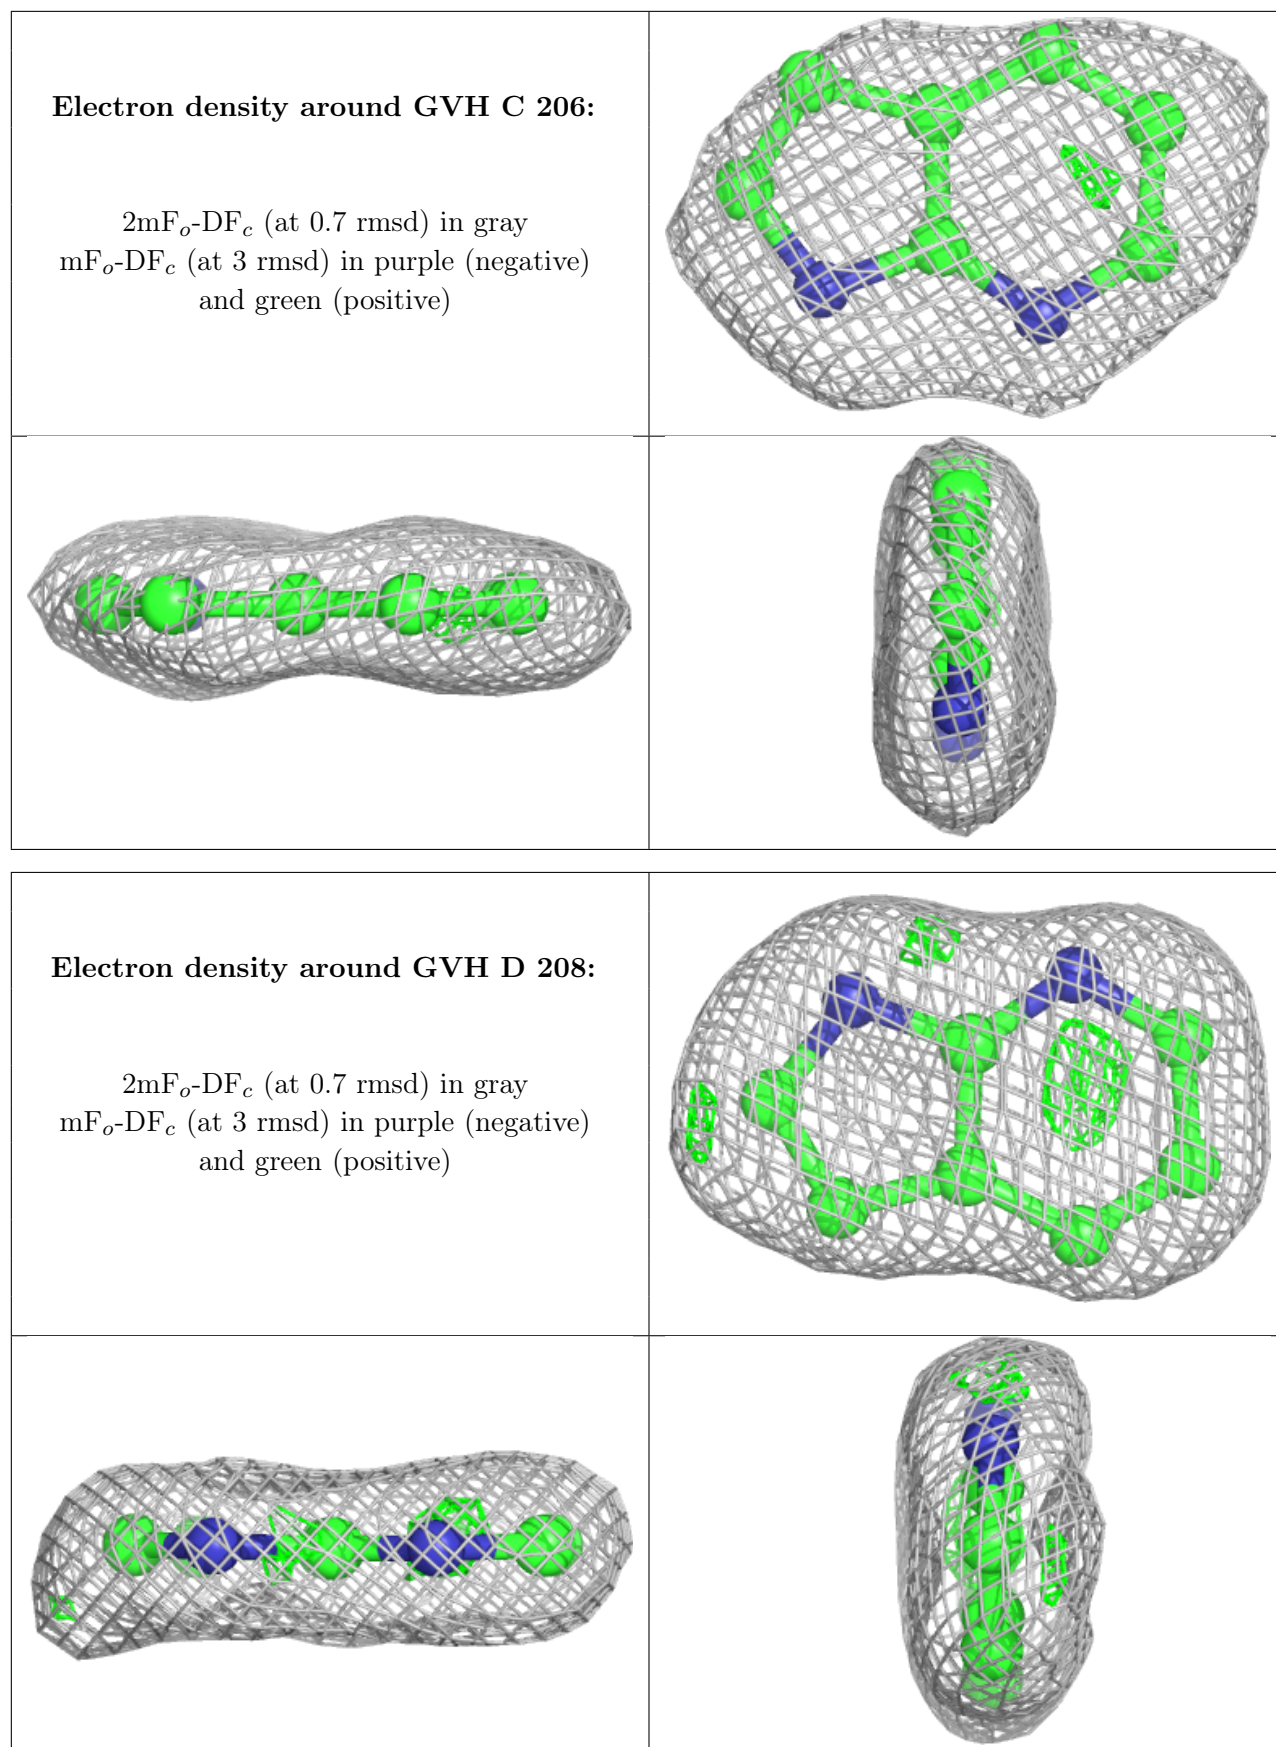 Electron density around GVH C 206:
2mFₒ-DF𝒸 (at 0.7 rmsd) in gray
mFₒ-DF𝒸 (at 3 rmsd) in purple (negative)
and green (positive)
Electron density around GVH D 208:
2mFₒ-DF𝒸 (at 0.7 rmsd) in gray
mFₒ-DF𝒸 (at 3 rmsd) in purple (negative)
and green (positive)